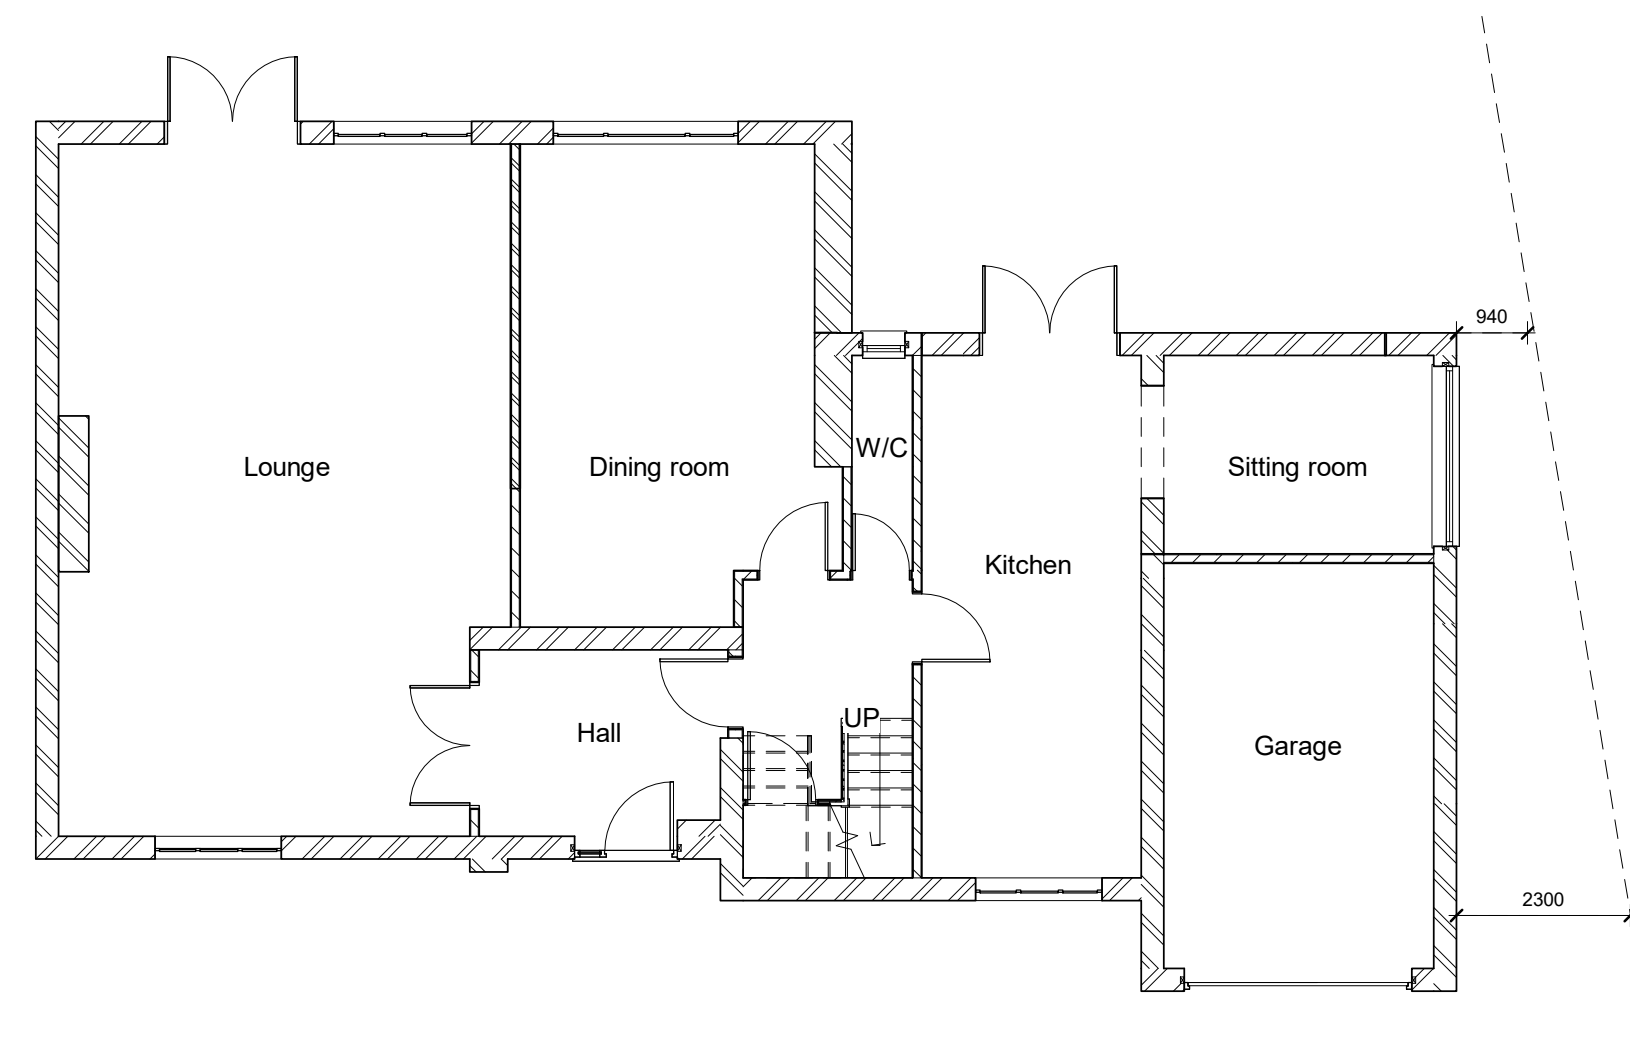 940
W/C
Lounge
Dining room
Sitting room
Kitchen
UP
Hall
Garage
2300